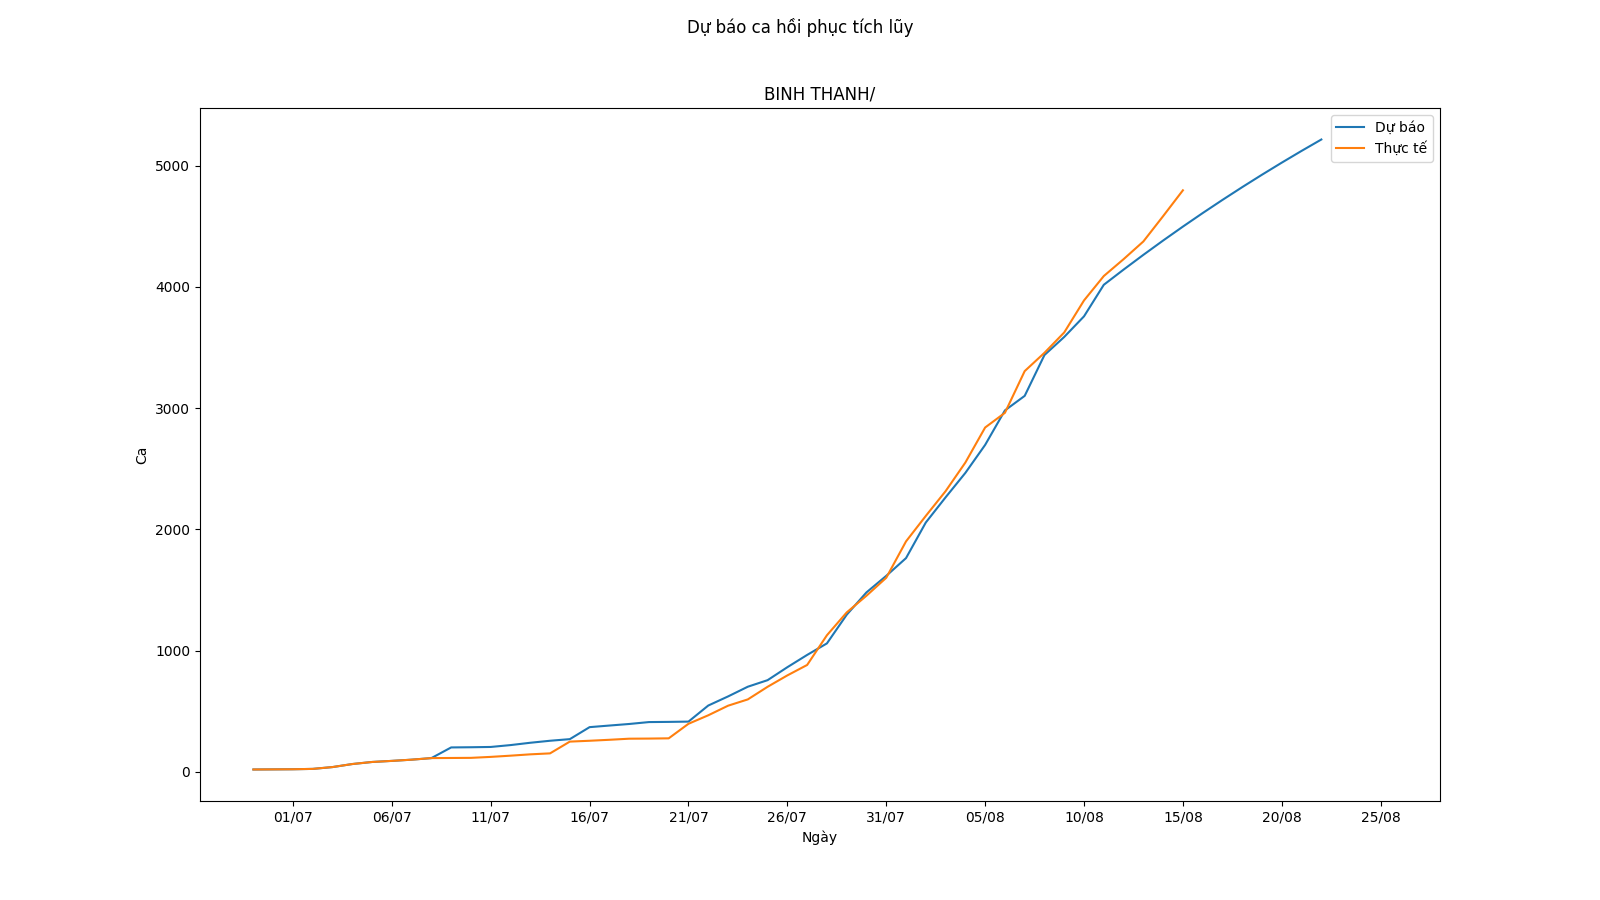 Dự báo ca hồi phục tích lũy
BINH THANH/
Dự báo
Thực tế
5000
4000
3000
2000
1000
0
Ca
01/07 06/07 11/07 16/07 21/07 26/07 31/07 05/08 10/08 15/08 20/08 25/08
Ngày